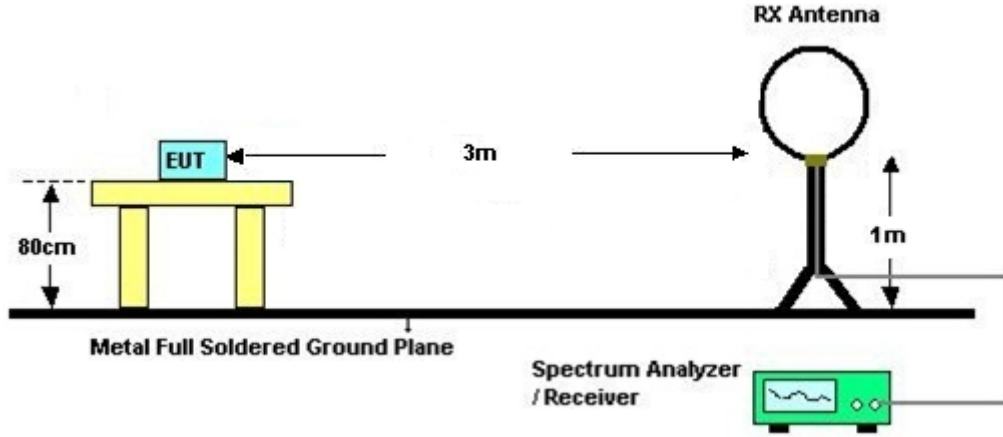 RX Antenna
EUT
3m
80cm
1m
Metal Full Soldered Ground Plane
Spectrum Analyzer
/ Receiver